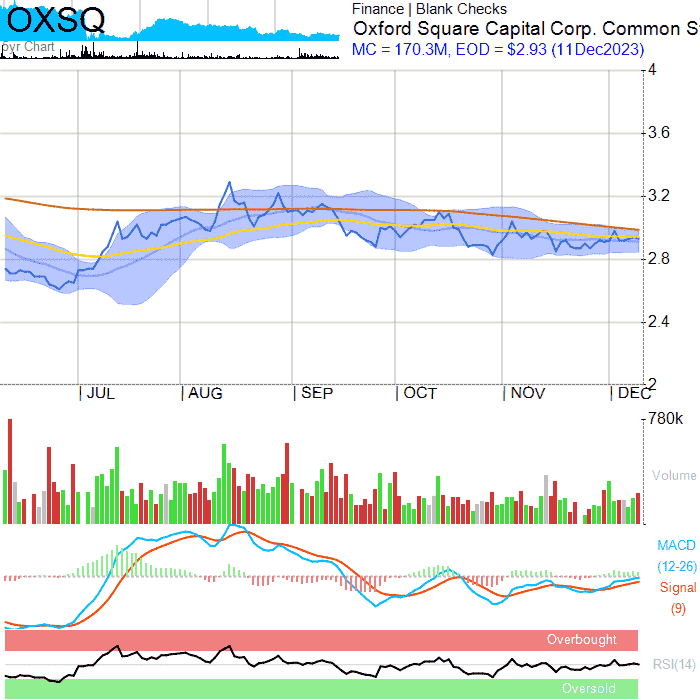 OXSQ
5yr Chart
Finance | Blank Checks
Oxford Square Capital Corp. Common S
MC = 170.3M, EOD = $2.93 (11Dec2023)
4
3.6
3.2
2.8
2.4
2
| JUL | AUG | SEP | OCT | NOV | DEC
780k
Volume
MACD
(12-26)
Signal
(9)
Overbought
RSI(14)
Oversold